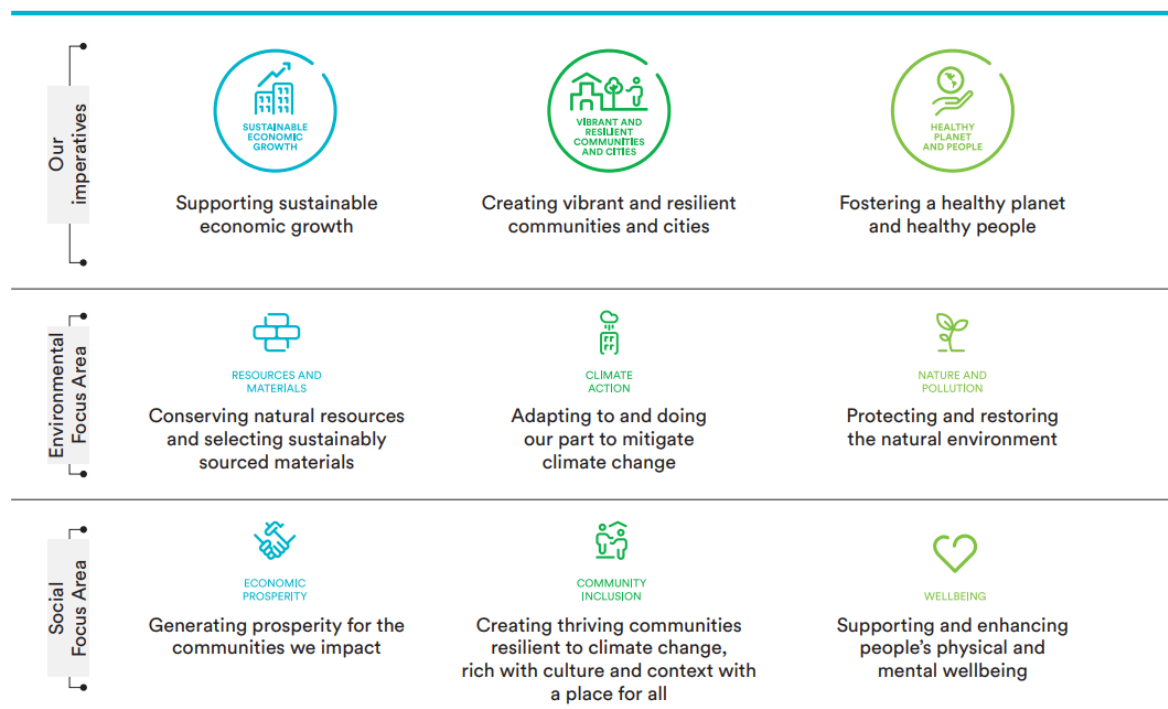 Our
imperatives
SUSTAINABLE
ECONOMIC
GROWTH
Supporting sustainable
economic growth
VIBRANT AND
RESILIENT
COMMUNITIES
AND CITIES
Creating vibrant and resilient
communities and cities
HEALTHY
PLANET
AND PEOPLE
Fostering a healthy planet
and healthy people
Environmental
Focus Area
RESOURCES AND
MATERIALS
Conserving natural resources
and selecting sustainably
sourced materials
CLIMATE
ACTION
Adapting to and doing
our part to mitigate
climate change
NATURE AND
POLLUTION
Protecting and restoring
the natural environment
Social
Focus Area
ECONOMIC
PROSPERITY
Generating prosperity for the
communities we impact
COMMUNITY
INCLUSION
Creating thriving communities
resilient to climate change,
rich with culture and context with
a place for all
WELLBEING
Supporting and enhancing
people's physical and
mental wellbeing